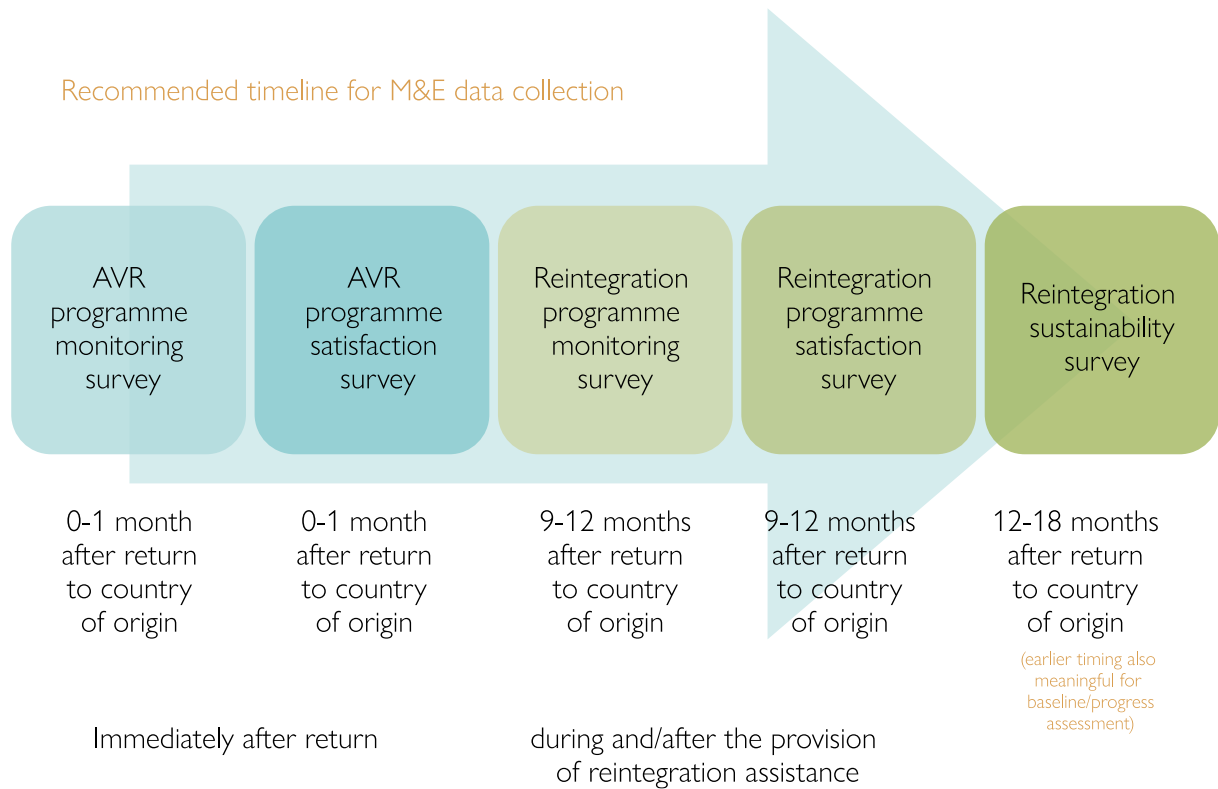 Recommended timeline for M&E data collection
AVR
programme
monitoring
survey
AVR
programme
satisfaction
survey
Reintegration
programme
monitoring
survey
Reintegration
programme
satisfaction
survey
Reintegration
sustainability
survey
0-1 month
after return
to country
of origin
0-1 month
after return
to country
of origin
9-12 months
after return
to country
of origin
9-12 months
after return
to country
of origin
12-18 months
after return
to country
of origin
(earlier timing also
meaningful for
baseline/progress
assessment)
Immediately after return
during and/after the provision
of reintegration assistance